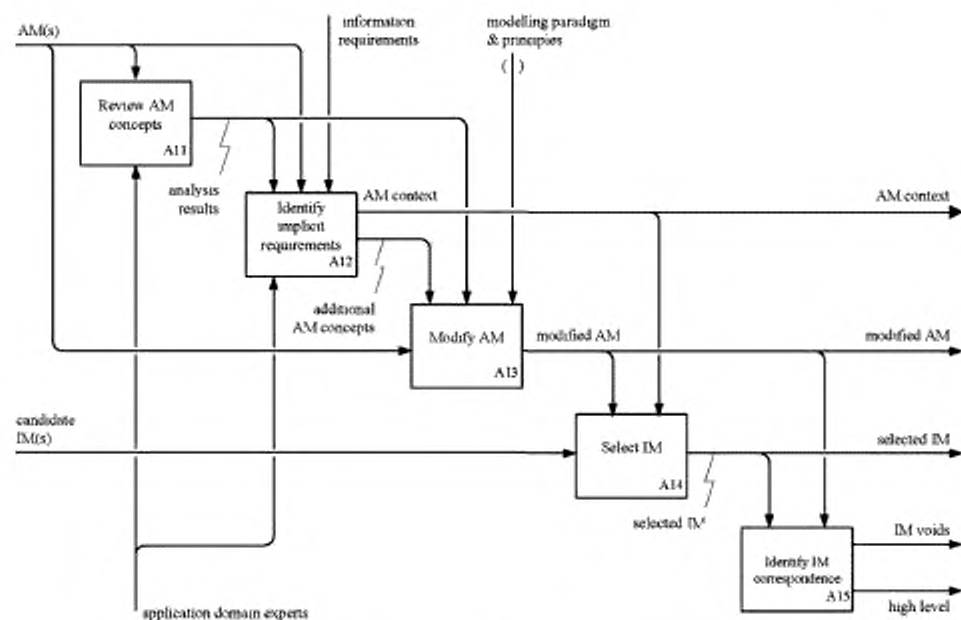 AM(s)
information
requirements
modelling paradigm
& principles
( )
Review AM
concepts
A11
analysis
results
Identify
implicit
requirements
A12
AM context
AM context
additional
AM concepts
Modify AM
A13
modified AM
modified AM
candidate
IM(s)
Select IM
A14
selected IM
selected IM
Identify IM
correspondence
A15
IM voids
high level
application domain experts